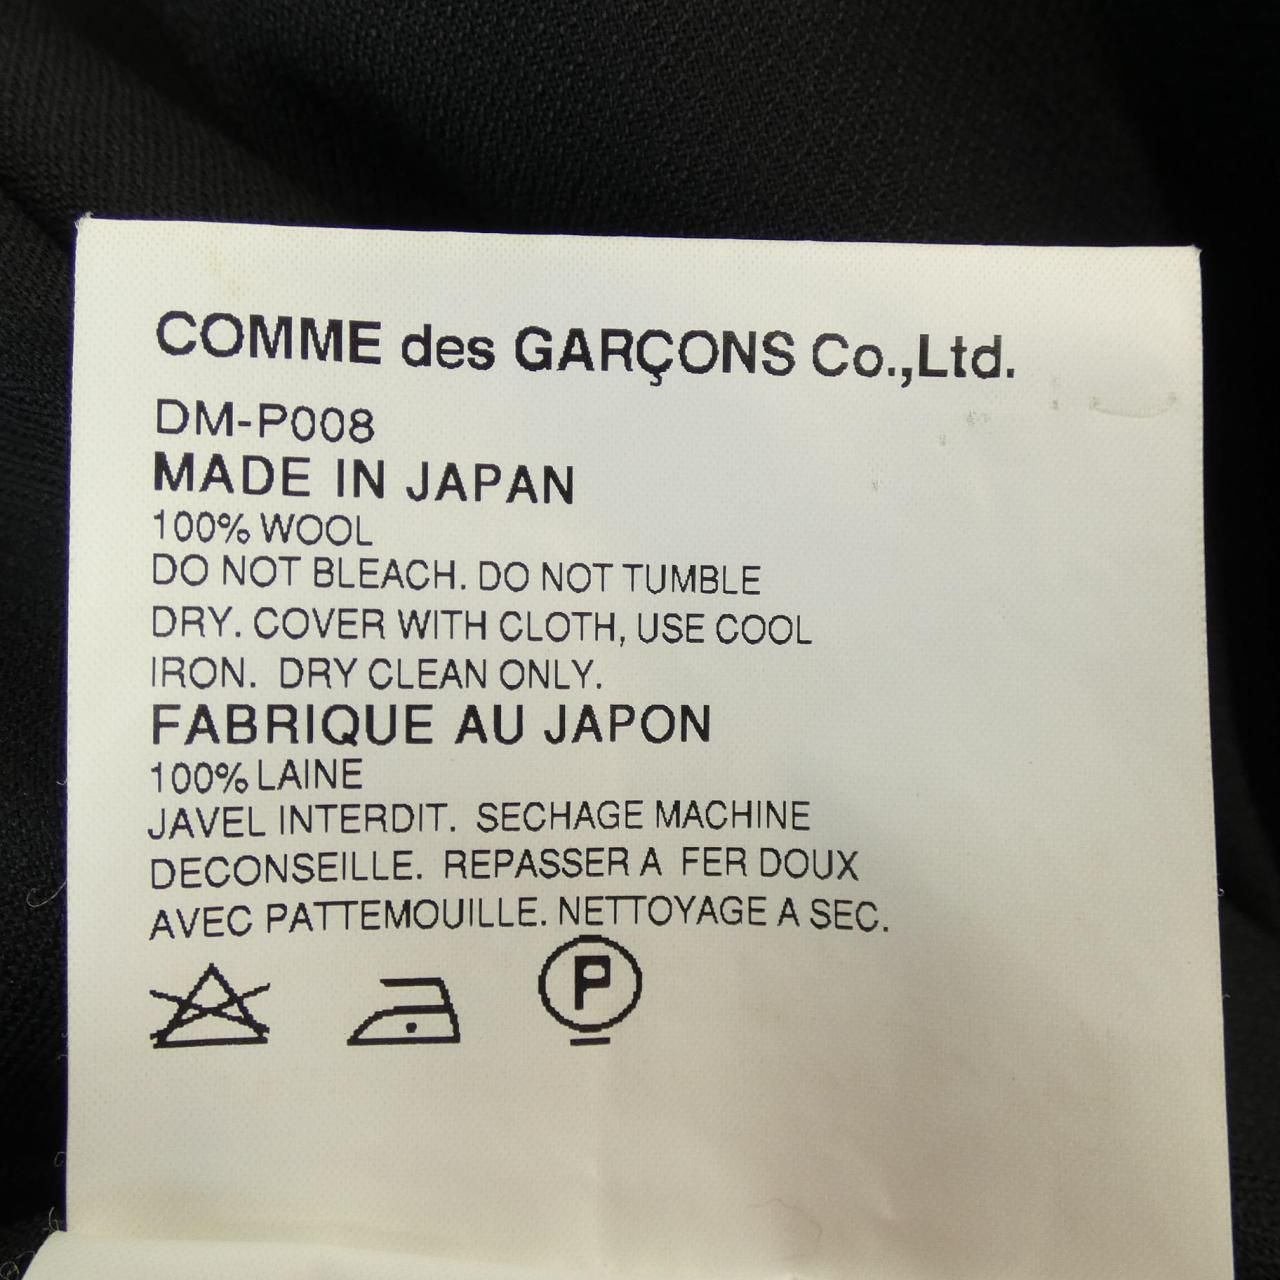 COMME des GARÇONS Co.,Ltd.
DM-P008
MADE IN JAPAN
100% WOOL
DO NOT BLEACH. DO NOT TUMBLE
DRY. COVER WITH CLOTH, USE COOL
IRON. DRY CLEAN ONLY.
FABRIQUE AU JAPON
100% LAINE
JAVEL INTERDIT. SECHAGE MACHINE
DECONSEILLE. REPASSER A FER DOUX
AVEC PATTEMOUILLE. NETTOYAGE A SEC.
P